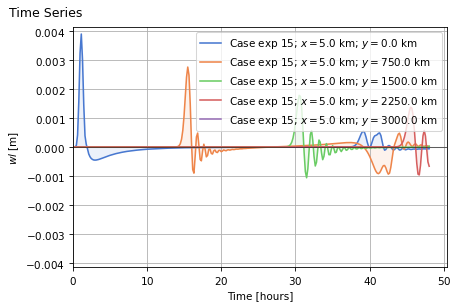 Time Series
Case exp 15; x = 5.0 km; y = 0.0 km
Case exp 15; x = 5.0 km; y = 750.0 km
Case exp 15; x = 5.0 km; y = 1500.0 km
Case exp 15; x = 5.0 km; y = 2250.0 km
Case exp 15; x = 5.0 km; y = 3000.0 km
0.004
0.003
0.002
0.001
0.000
−0.001
−0.002
−0.003
−0.004
wl [m]
0 10 20 30 40 50
Time [hours]